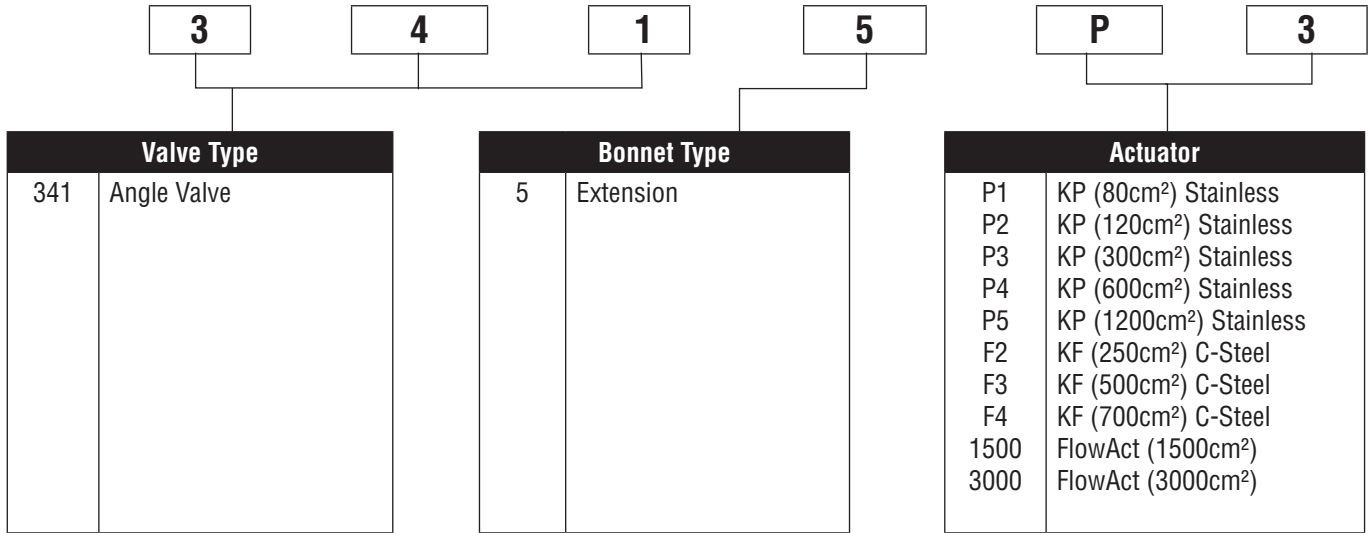 3 4 1 5 P 3
Valve Type
341 Angle Valve
Bonnet Type
5 Extension
Actuator
P1 KP (80cm²) Stainless
P2 KP (120cm²) Stainless
P3 KP (300cm²) Stainless
P4 KP (600cm²) Stainless
P5 KP (1200cm²) Stainless
F2 KF (250cm²) C-Steel
F3 KF (500cm²) C-Steel
F4 KF (700cm²) C-Steel
1500 FlowAct (1500cm²)
3000 FlowAct (3000cm²)